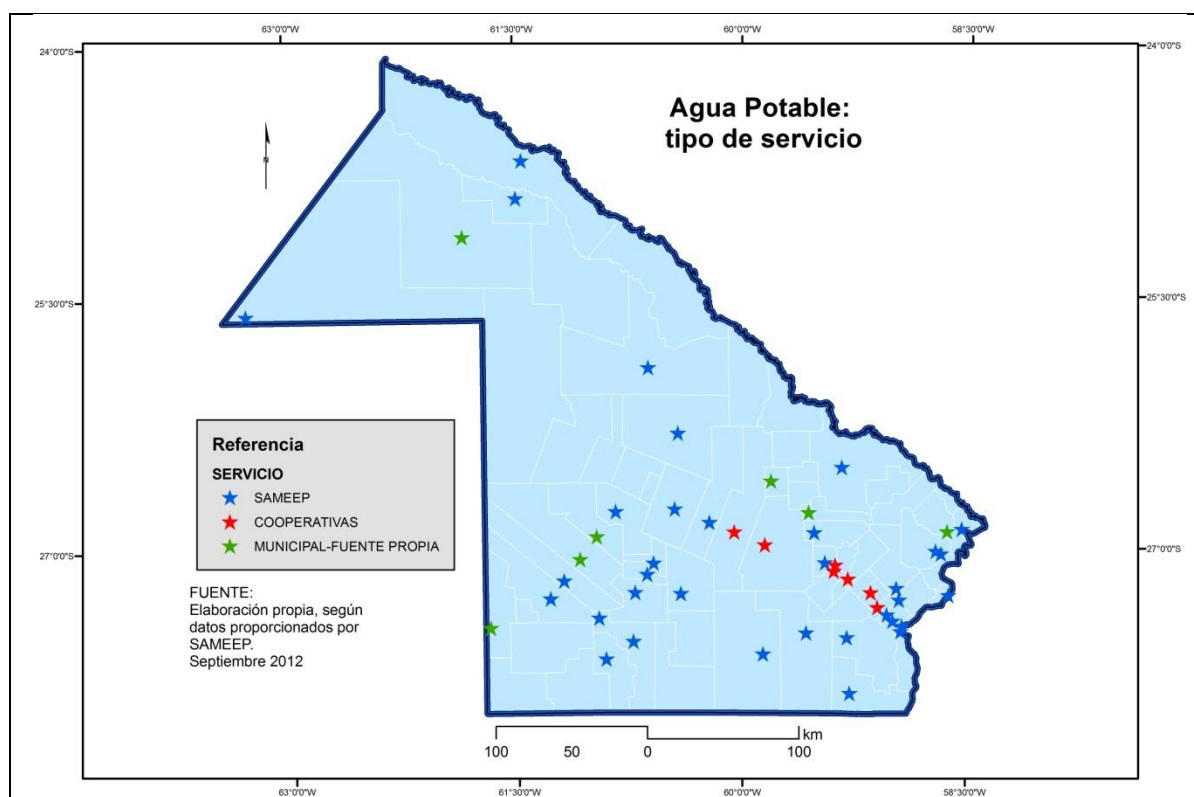 63°0'0"W 61°30'0"W 60°0'0"W 58°30'0"W
24°0'0"S 24°0'0"S
Agua Potable:
tipo de servicio
N
25°30'0"S 25°30'0"S
Referencia
SERVICIO
SAMEEP
COOPERATIVAS
MUNICIPAL-FUENTE PROPIA
27°0'0"S 27°0'0"S
FUENTE:
Elaboración propia, según
datos proporcionados por
SAMEEP.
Septiembre 2012
km
100 50 0 100
63°0'0"W 61°30'0"W 60°0'0"W 58°30'0"W